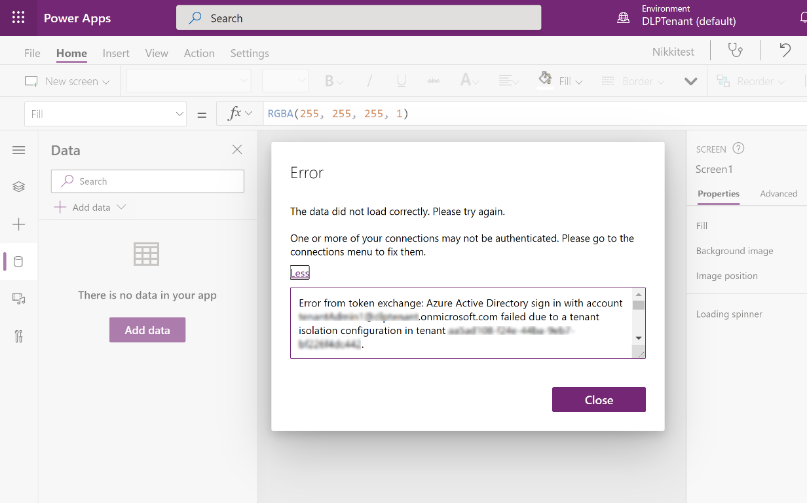 Power Apps
Search
Environment
DLPTenant (default)
File Home Insert View Action Settings
Nikkitest
New screen
B
Fill
Border
Reorder
Fill
= fx
RGBA(255, 255, 255, 1)
Data
Search
Add data
There is no data in your app
Add data
Error
The data did not load correctly. Please try again.
One or more of your connections may not be authenticated. Please go to the
connections menu to fix them.
Less
Error from token exchange: Azure Active Directory sign in with account
.onmicrosoft.com failed due to a tenant
isolation configuration in tenant
Close
SCREEN
Screen1
Properties Advanced
Fill
Background image
Image position
Loading spinner